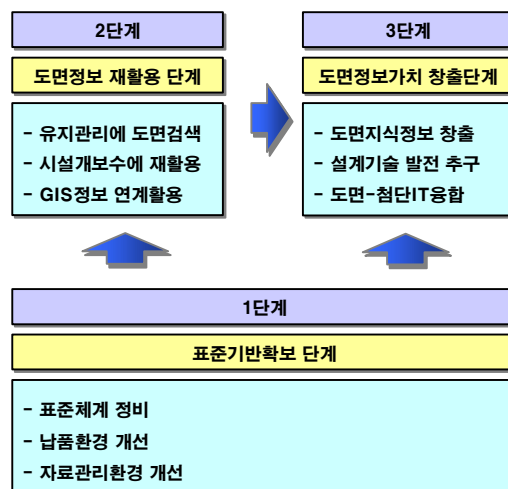 2단계
도면정보 재활용 단계
- 유지관리에 도면검색
- 시설개보수에 재활용
- GIS정보 연계활용
3단계
도면정보가치 창출단계
- 도면지식정보 창출
- 설계기술 발전 추구
- 도면-첨단IT융합
1단계
표준기반확보 단계
- 표준체계 정비
- 납품환경 개선
- 자료관리환경 개선